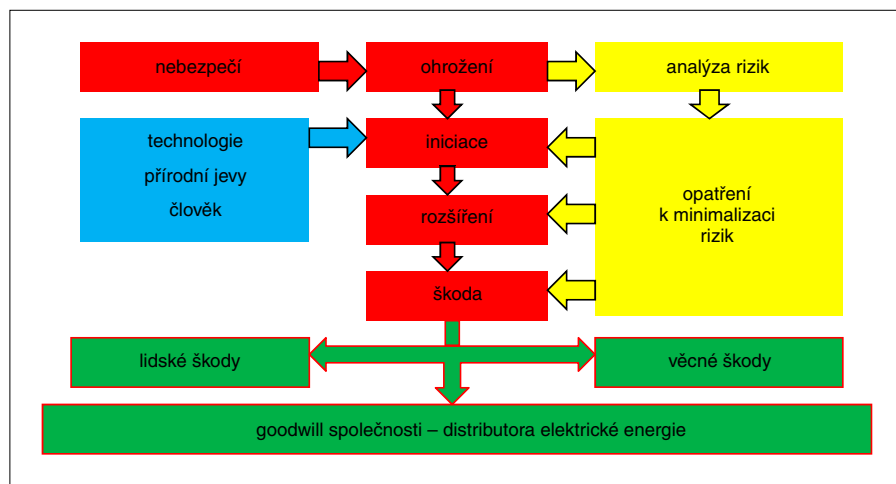 nebezpečí
ohrožení
analýza rizik
technologie
přírodní jevy
člověk
iniciace
rozšíření
škoda
opatření
k minimalizaci
rizik
lidské škody
věcné škody
goodwill společnosti – distributora elektrické energie